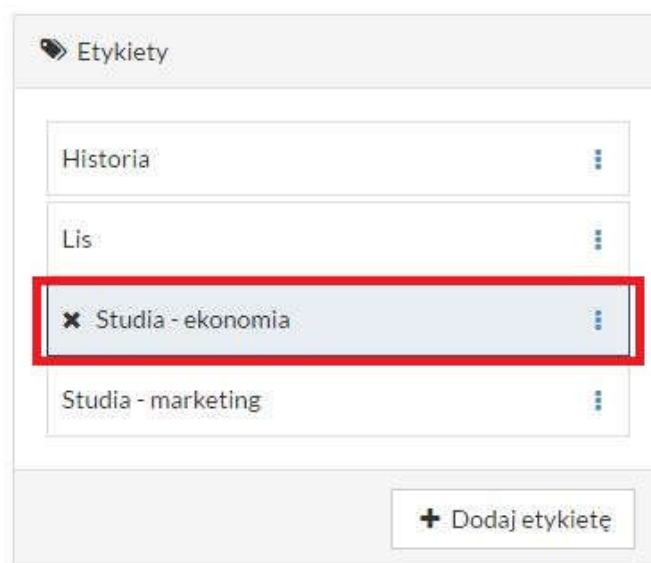 Etykiety
Historia
Lis
Studia - ekonomia
Studia - marketing
Dodaj etykietę